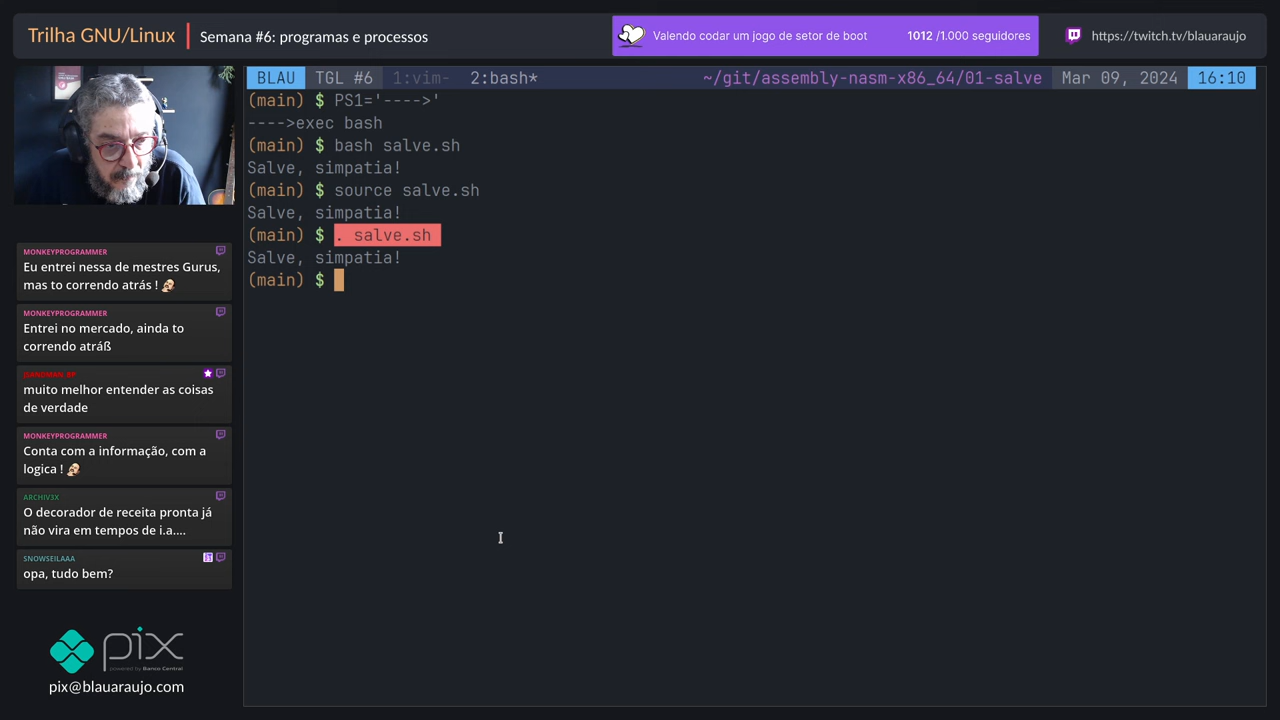 Trilha GNU/Linux
Semana #6: programas e processos
Valendo codar um jogo de setor de boot
1012 /1.000 seguidores
https://twitch.tv/blauaraujo
BLAU TGL #6 1:vim- 2:bash* ~/git/assembly-nasm-x86_64/01-salve Mar 09, 2024 16:10
(main) $ PS1='---->'
---->exec bash
(main) $ bash salve.sh
Salve, simpatia!
(main) $ source salve.sh
Salve, simpatia!
(main) $ . salve.sh
Salve, simpatia!
(main) $
MONKEYPROGRAMMER
Eu entrei nessa de mestres Gurus,
mas to correndo atrás !
MONKEYPROGRAMMER
Entrei no mercado, ainda to
correndo atráß
muito melhor entender as coisas
de verdade
MONKEYPROGRAMMER
Conta com a informação, com a
logica !
ARCHIV3X
O decorador de receita pronta já
não vira em tempos de i.a....
SNOWSEILAAA
opa, tudo bem?
pix
powered by Banco Central
pix@blauaraujo.com